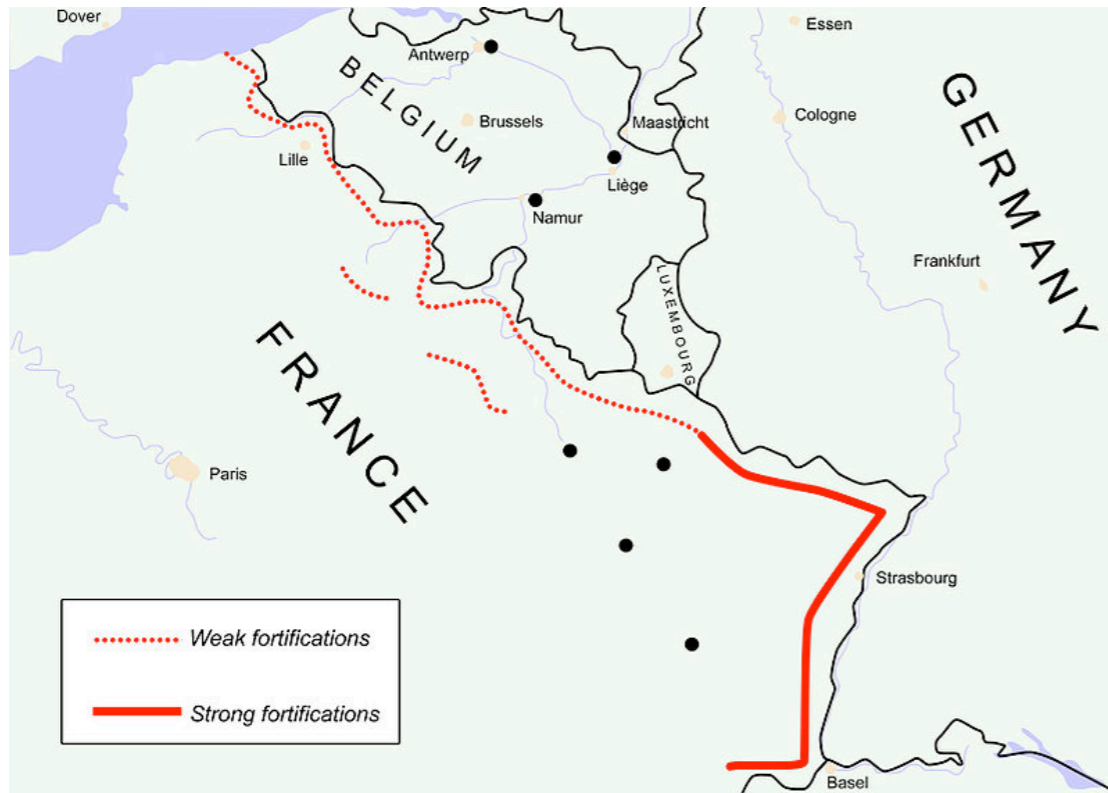 Dover
Essen
Antwerp
BELGIUM
GERMANY
Brussels
Maastricht
Cologne
Lille
Liège
Namur
Frankfurt
LUXEMBOURG
FRANCE
Paris
Strasbourg
Weak fortifications
Strong fortifications
Basel